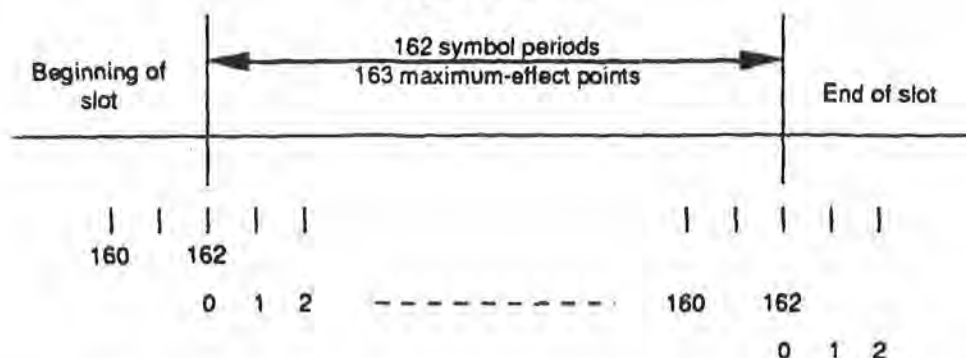 162 symbol periods
163 maximum-effect points
Beginning of
slot
End of slot
160 162 160 162
0 1 2 0 1 2